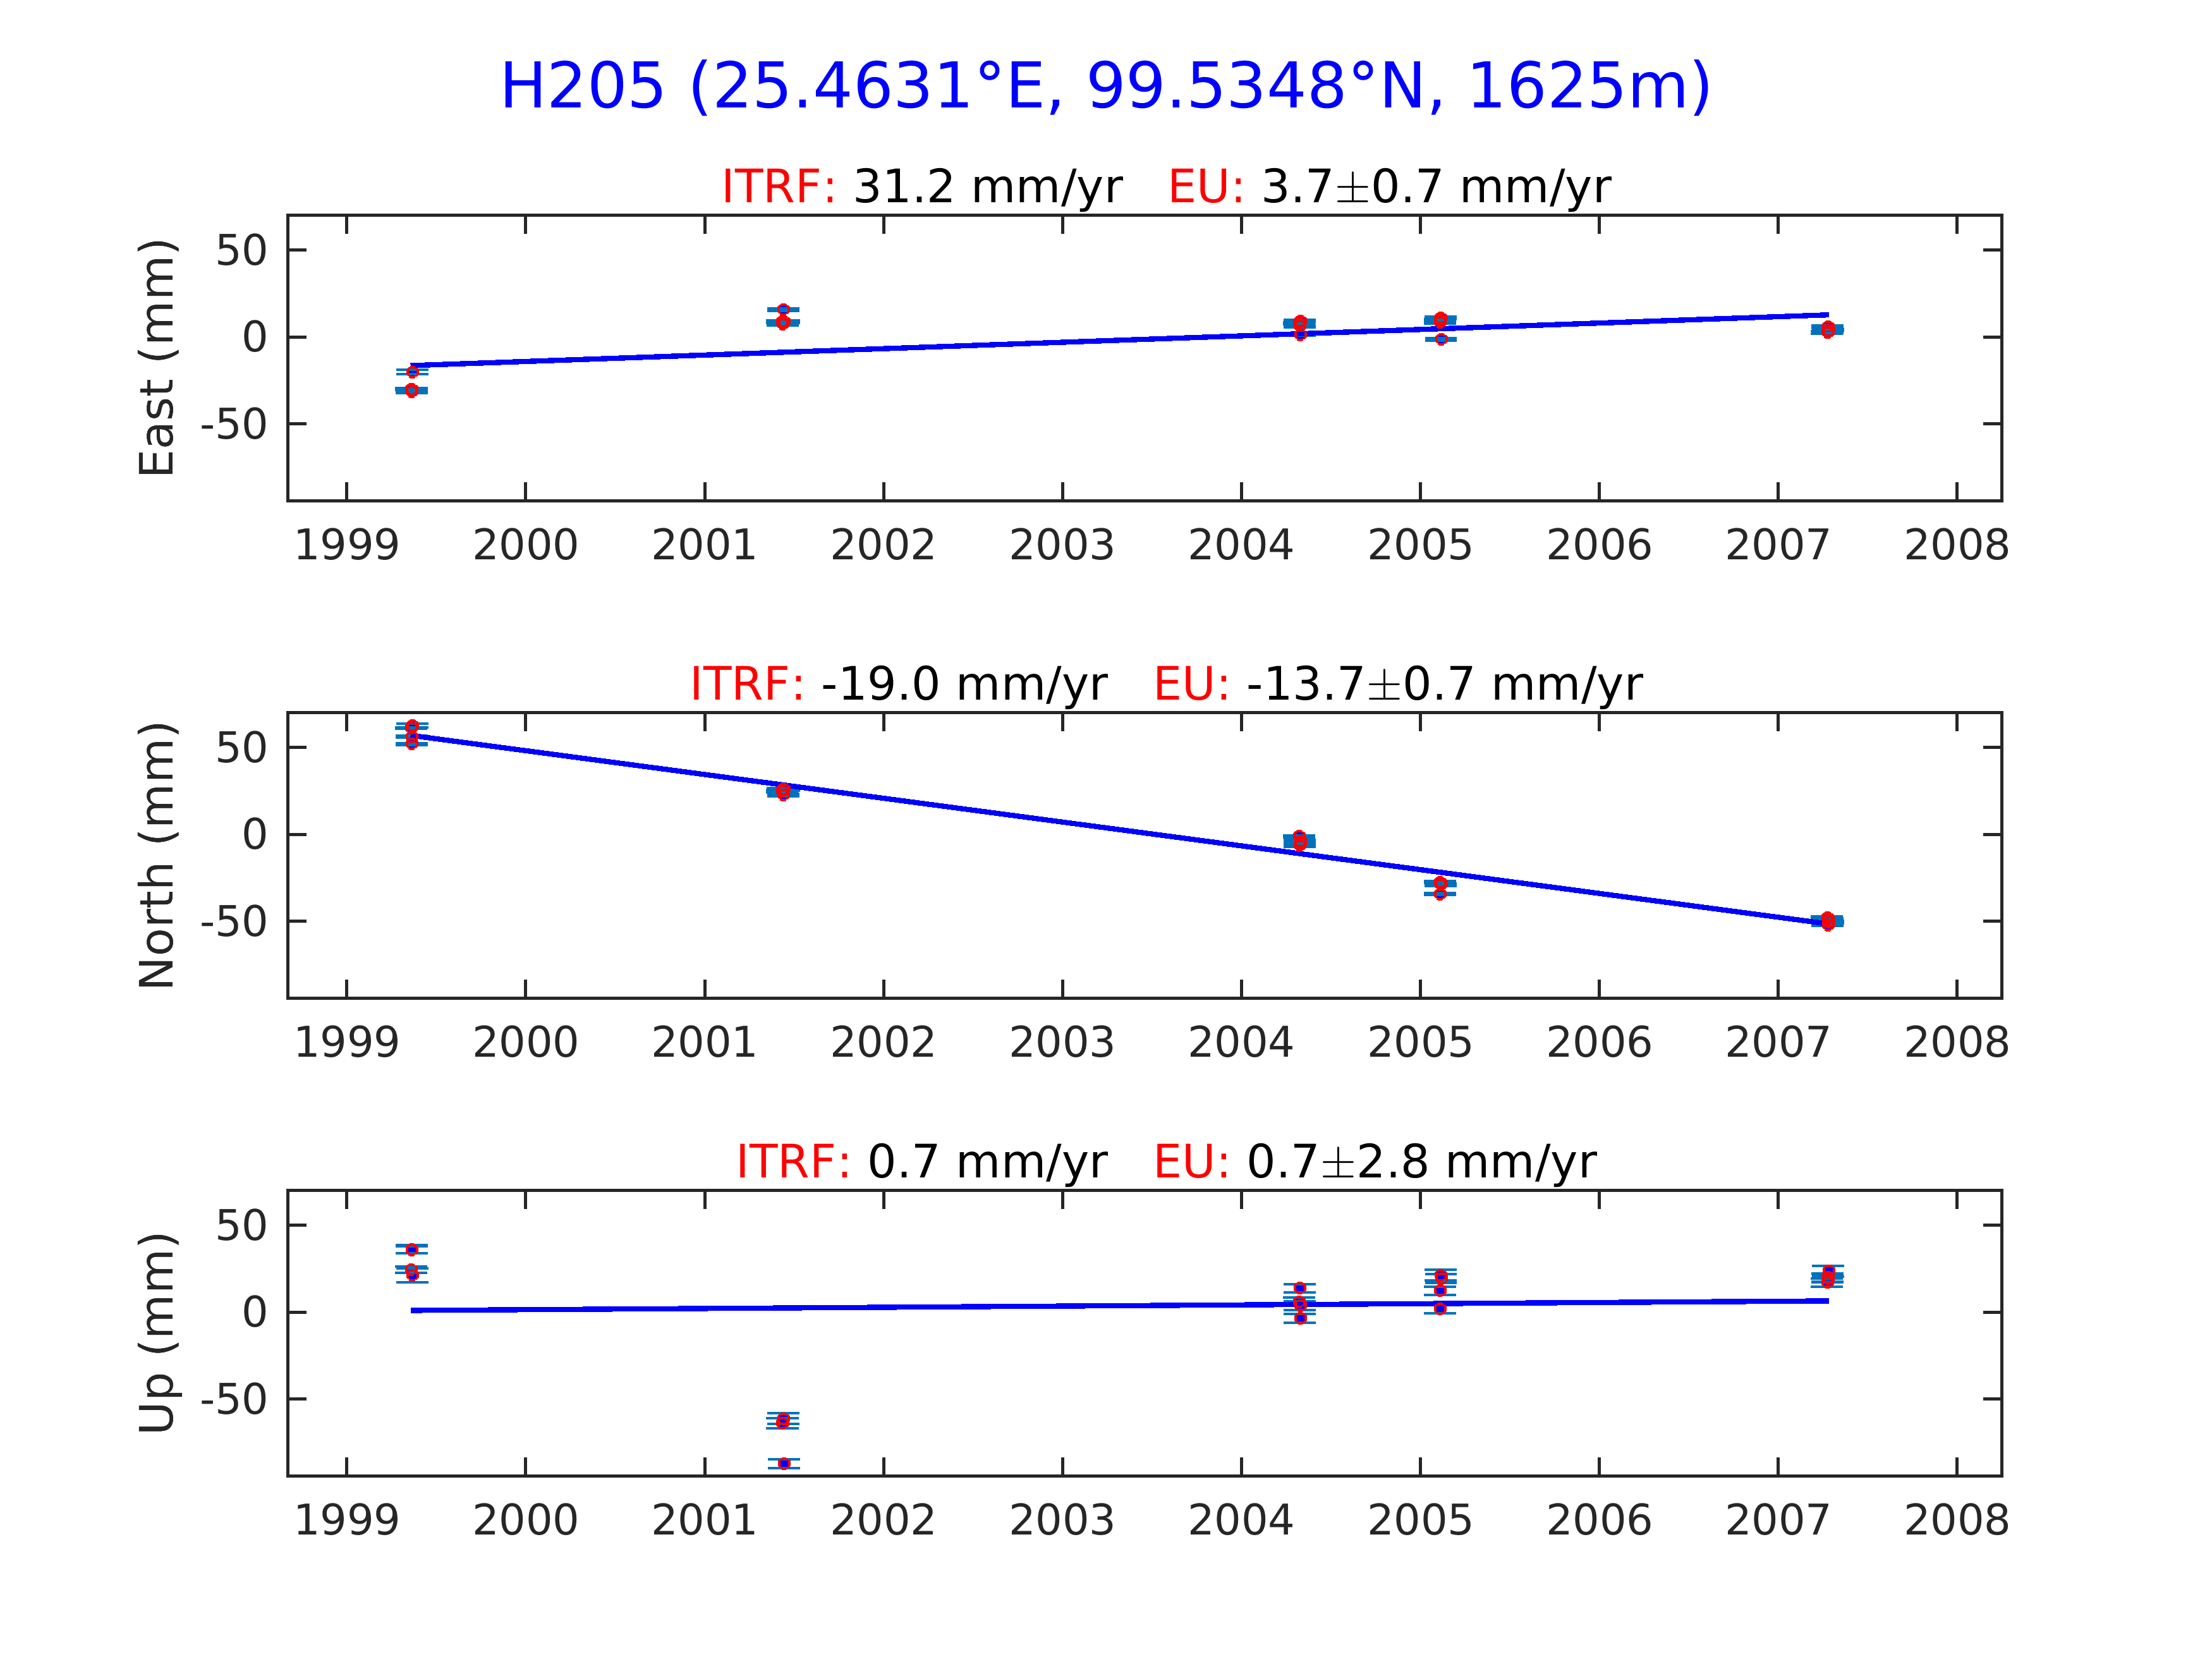 H205 (25.4631°E, 99.5348°N, 1625m)
ITRF: 31.2 mm/yr EU: 3.7±0.7 mm/yr
East (mm)
50
0
-50
1999 2000 2001 2002 2003 2004 2005 2006 2007 2008
ITRF: -19.0 mm/yr EU: -13.7±0.7 mm/yr
North (mm)
50
0
-50
1999 2000 2001 2002 2003 2004 2005 2006 2007 2008
ITRF: 0.7 mm/yr EU: 0.7±2.8 mm/yr
Up (mm)
50
0
-50
1999 2000 2001 2002 2003 2004 2005 2006 2007 2008